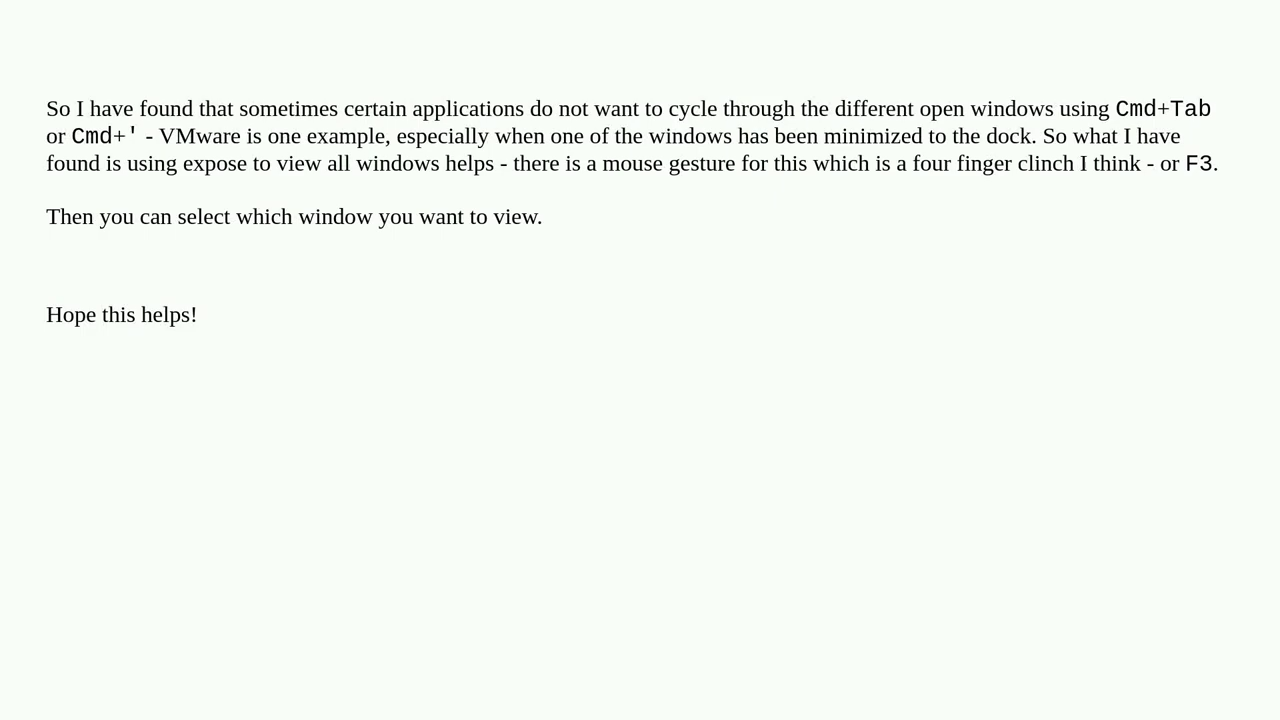 So I have found that sometimes certain applications do not want to cycle through the different open windows using Cmd+Tab
or Cmd+' - VMware is one example, especially when one of the windows has been minimized to the dock. So what I have
found is using expose to view all windows helps - there is a mouse gesture for this which is a four finger clinch I think - or F3.
Then you can select which window you want to view.
Hope this helps!